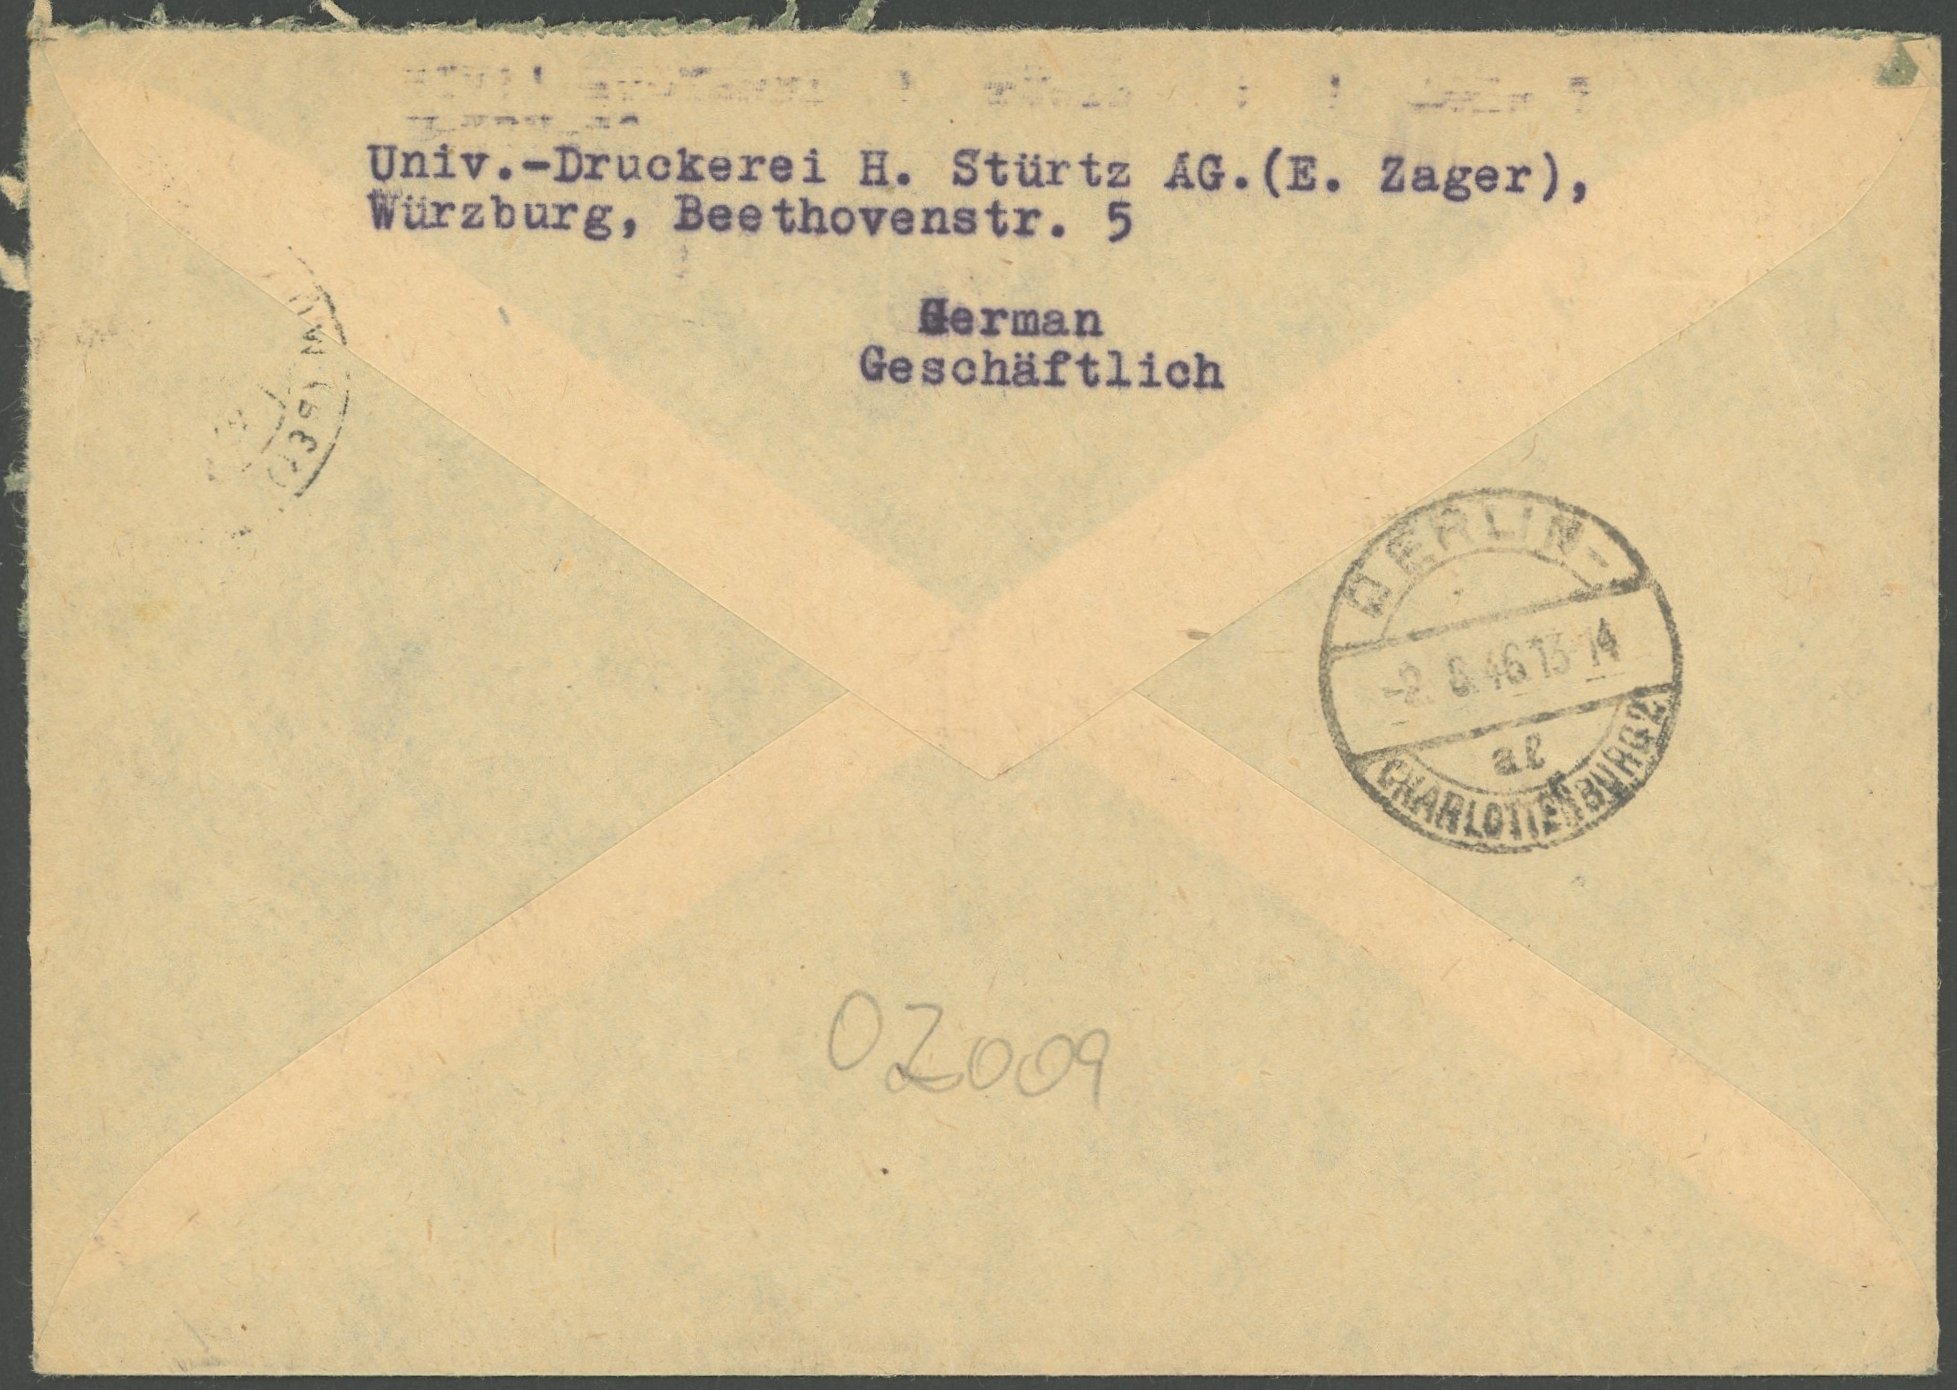 Univ.-Druckerei H. Stürtz AG.(E. Zager),
Würzburg, Beethovenstr. 5
German
Geschäftlich
BERLIN-
-2. 8.46 13-14
al
CHARLOTTENBURG 2
02009